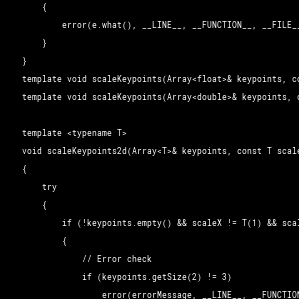 {
error(e.what(), __LINE__, __FUNCTION__, __FILE_
}
}
template void scaleKeypoints(Array<float>& keypoints, co
template void scaleKeypoints(Array<double>& keypoints, c
template <typename T>
void scaleKeypoints2d(Array<T>& keypoints, const T scale
{
try
{
if (!keypoints.empty() && scaleX != T(1) && scal
{
// Error check
if (keypoints.getSize(2) != 3)
error(errorMessage, __LINE__, __FUNCTION